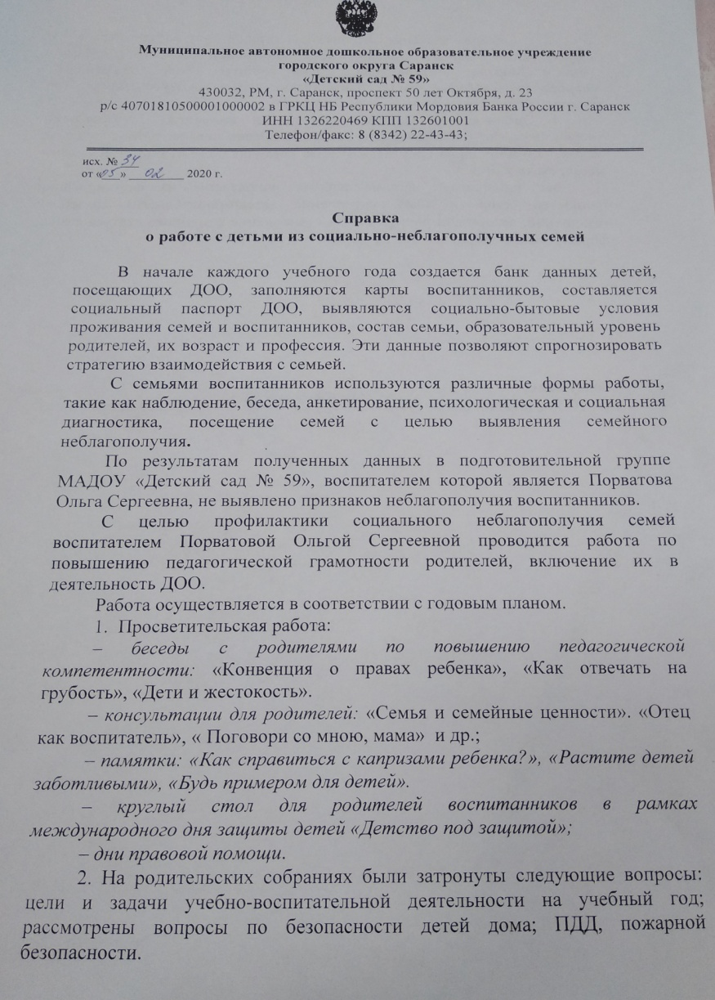 Муниципальное автономное дошкольное образовательное учреждение
городского округа Саранск
«Детский сад № 59»
430032, РМ, г. Саранск, проспект 50 лет Октября, д. 23
р/с 40701810500001000002 в ГРКЦ НБ Республики Мордовия Банка России г. Саранск
ИНН 1326220469 КПП 132601001
Телефон/факс: 8 (8342) 22-43-43;
исх. № 34
от «05» 02 2020 г.
Справка
о работе с детьми из социально-неблагополучных семей
В начале каждого учебного года создается банк данных детей,
посещающих ДОО, заполняются карты воспитанников, составляется
социальный паспорт ДОО, выявляются социально-бытовые условия
проживания семей и воспитанников, состав семьи, образовательный уровень
родителей, их возраст и профессия. Эти данные позволяют спрогнозировать
стратегию взаимодействия с семьей.
С семьями воспитанников используются различные формы работы,
такие как наблюдение, беседа, анкетирование, психологическая и социальная
диагностика, посещение семей с целью выявления семейного
неблагополучия.
По результатам полученных данных в подготовительной группе
МАДОУ «Детский сад № 59», воспитателем которой является Порватова
Ольга Сергеевна, не выявлено признаков неблагополучия воспитанников.
С целью профилактики социального неблагополучия семей
воспитателем Порватовой Ольгой Сергеевной проводится работа по
повышению педагогической грамотности родителей, включение их в
деятельность ДОО.
Работа осуществляется в соответствии с годовым планом.
1. Просветительская работа:
– беседы с родителями по повышению педагогической
компетентности: «Конвенция о правах ребенка», «Как отвечать на
грубость», «Дети и жестокость».
– консультации для родителей: «Семья и семейные ценности». «Отец
как воспитатель», « Поговори со мною, мама» и др.;
– памятки: «Как справиться с капризами ребенка?», «Растите детей
заботливыми», «Будь примером для детей».
– круглый стол для родителей воспитанников в рамках
международного дня защиты детей «Детство под защитой»;
– дни правовой помощи.
2. На родительских собраниях были затронуты следующие вопросы:
цели и задачи учебно-воспитательной деятельности на учебный год;
рассмотрены вопросы по безопасности детей дома; ПДД, пожарной
безопасности.